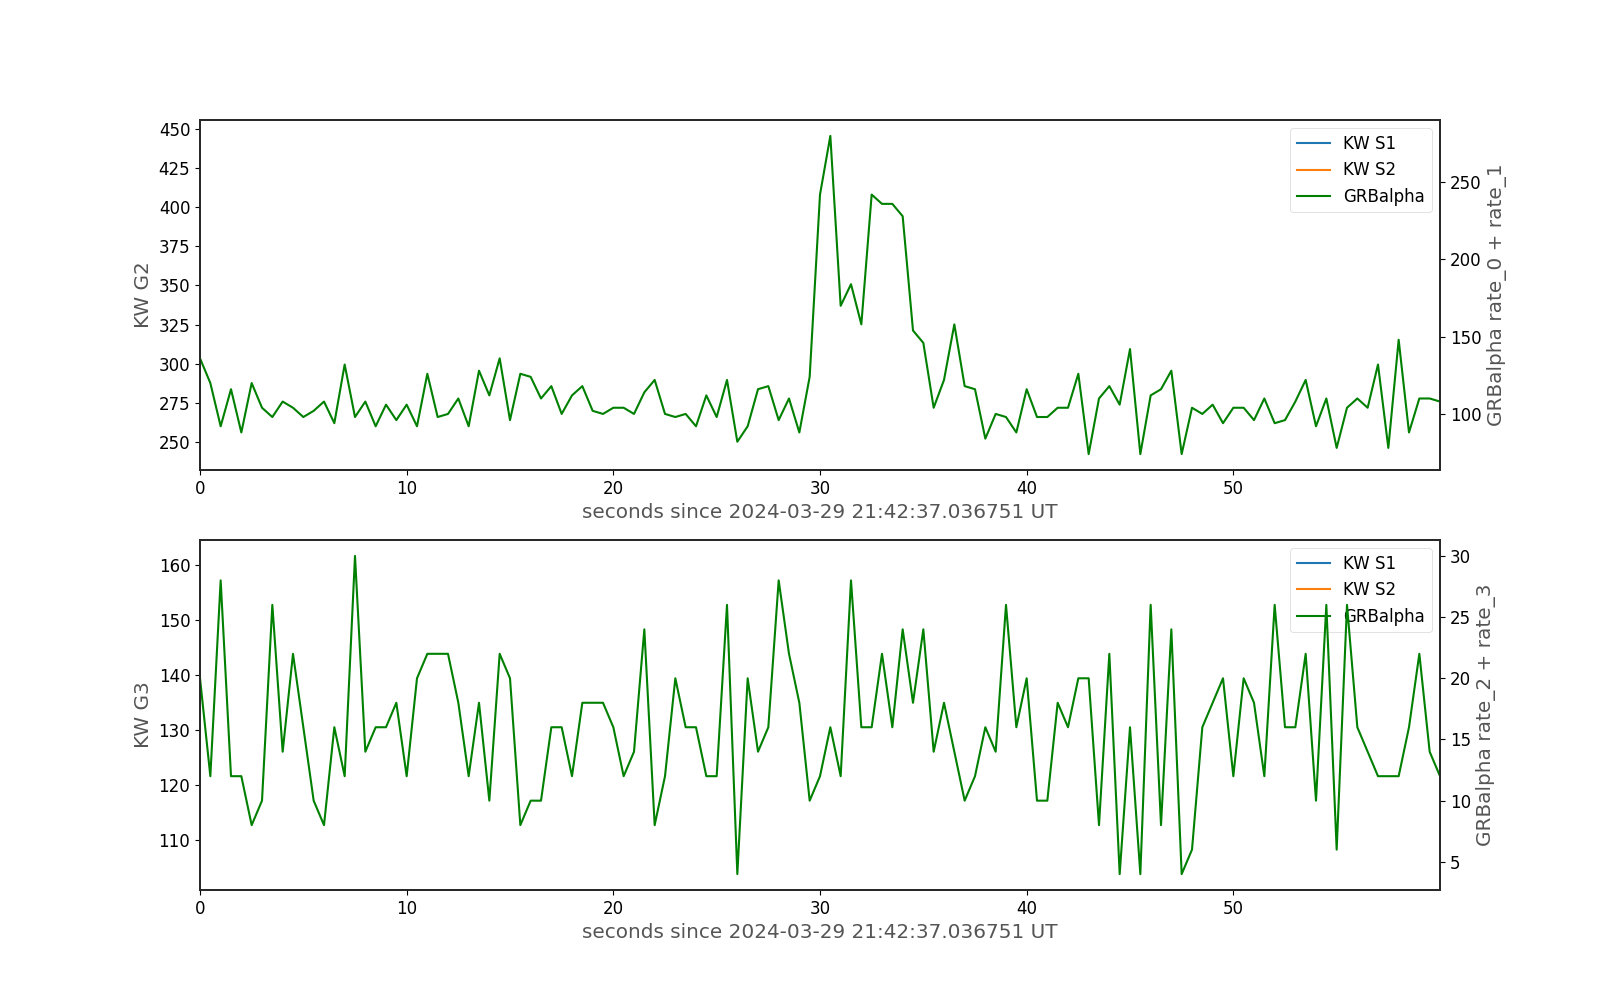 450
425
400
375
350
325
300
275
250
KW G2
KW S1
KW S2
GRBalpha
250
200
150
100
GRBalpha rate_0 + rate_1
0 10 20 30 40 50
seconds since 2024-03-29 21:42:37.036751 UT
160
150
140
130
120
110
KW G3
KW S1
KW S2
GRBalpha
30
25
20
15
10
5
GRBalpha rate_2 + rate_3
0 10 20 30 40 50
seconds since 2024-03-29 21:42:37.036751 UT